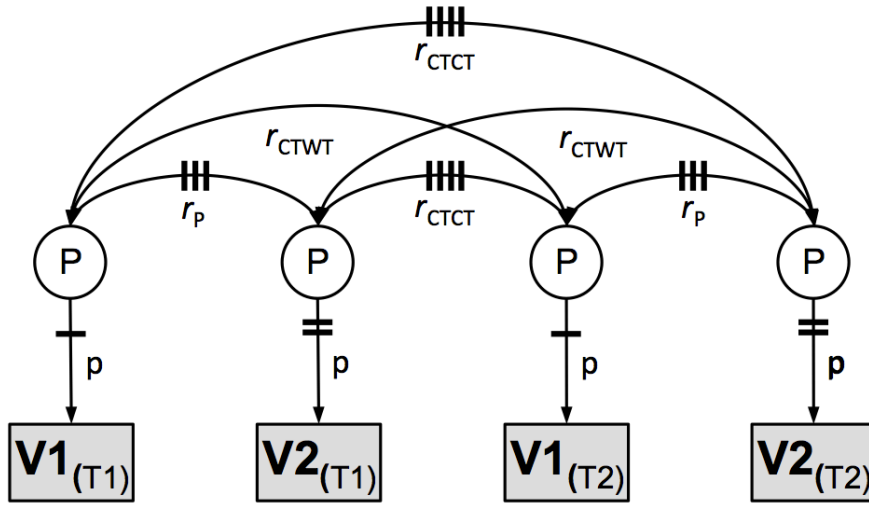 rCTCT
rCTWT rCTWT
rP rCTCT rP
P P P P
p p p p
V1(T1) V2(T1) V1(T2) V2(T2)